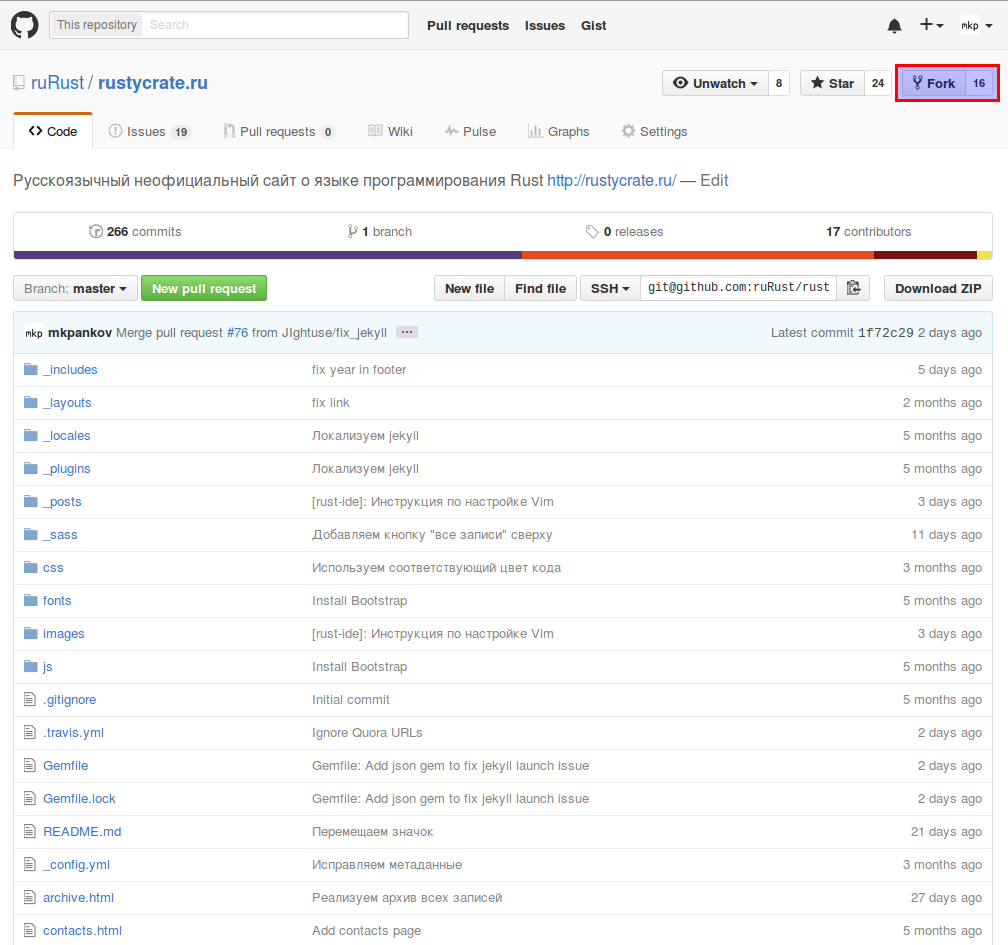 This repository Search Pull requests Issues Gist mkp
ruRust / rustycrate.ru Unwatch 8 Star 24 Fork 16
Code Issues 19 Pull requests 0 Wiki Pulse Graphs Settings
Русскоязычный неофициальный сайт о языке программирования Rust http://rustycrate.ru/ — Edit
266 commits 1 branch 0 releases 17 contributors
Branch: master New pull request New file Find file SSH git@github.com:ruRust/rust Download ZIP
mkp mkpankov Merge pull request #76 from JIghtuse/fix_jekyll ... Latest commit 1f72c29 2 days ago
_includes fix year in footer 5 days ago
_layouts fix link 2 months ago
_locales Локализуем jekyll 5 months ago
_plugins Локализуем jekyll 5 months ago
_posts [rust-ide]: Инструкция по настройке Vim 3 days ago
_sass Добавляем кнопку "все записи" сверху 11 days ago
css Используем соответствующий цвет кода 3 months ago
fonts Install Bootstrap 5 months ago
images [rust-ide]: Инструкция по настройке Vim 3 days ago
js Install Bootstrap 5 months ago
.gitignore Initial commit 5 months ago
.travis.yml Ignore Quora URLs 2 days ago
Gemfile Gemfile: Add json gem to fix jekyll launch issue 2 days ago
Gemfile.lock Gemfile: Add json gem to fix jekyll launch issue 2 days ago
README.md Перемещаем значок 21 days ago
_config.yml Исправляем метаданные 3 months ago
archive.html Реализуем архив всех записей 27 days ago
contacts.html Add contacts page 5 months ago